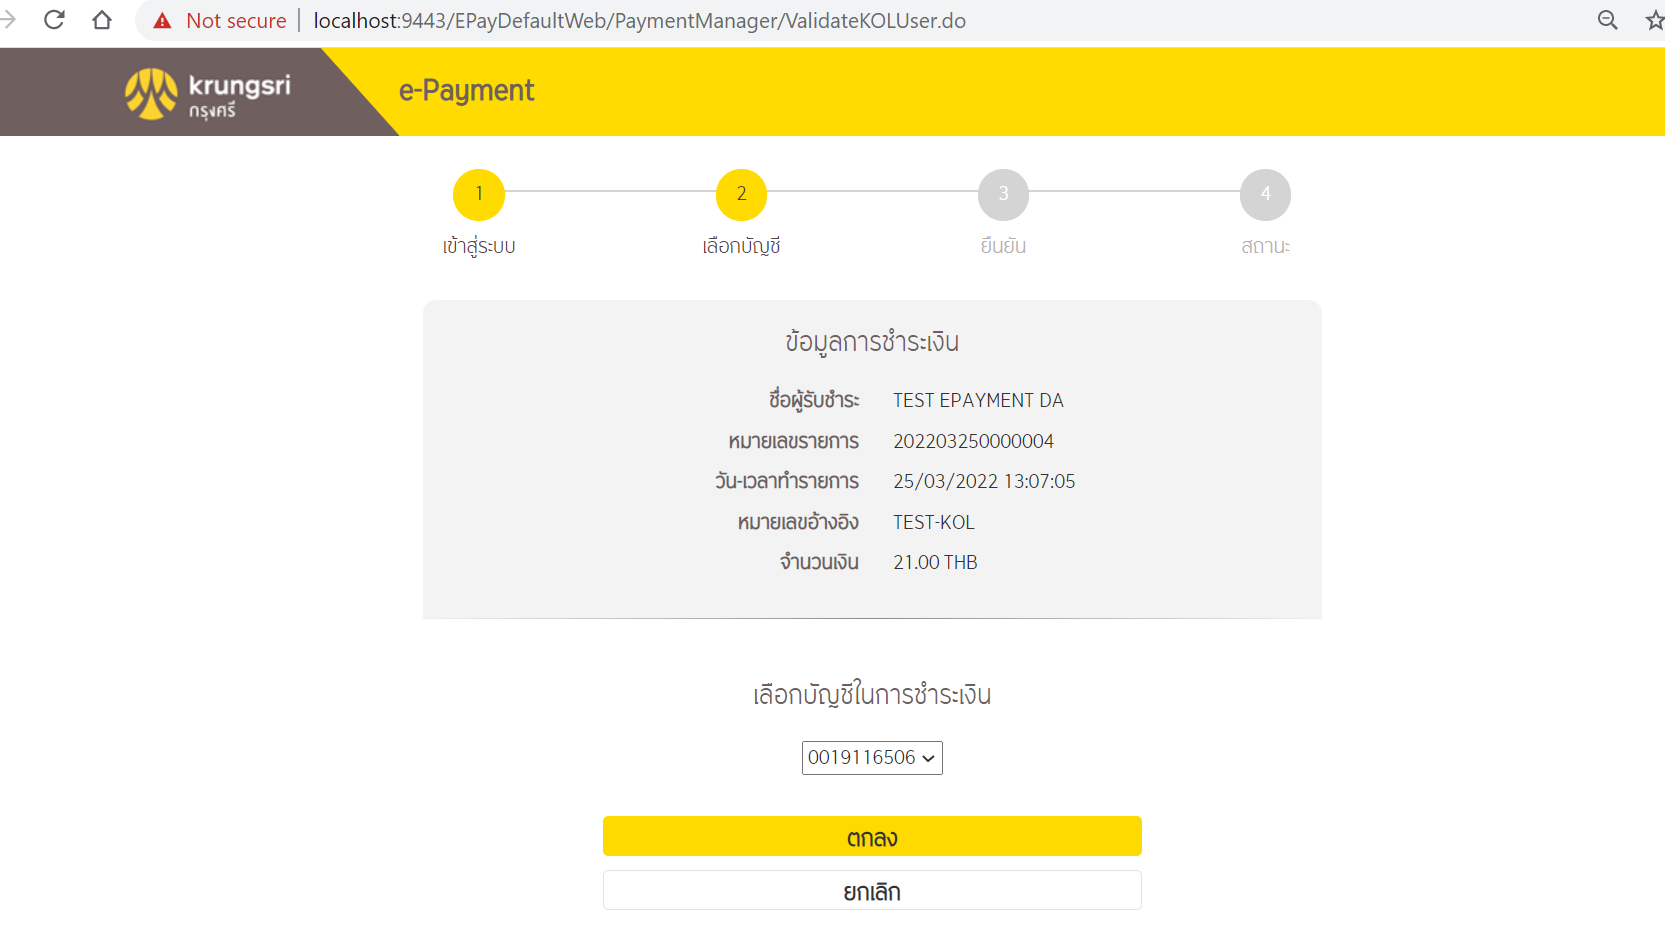 Not secure | localhost:9443/EPayDefaultWeb/PaymentManager/ValidateKOLUser.do
krungsri
กรุงศรี
e-Payment
1 2 3 4
เข้าสู่ระบบ เลือกบัญชี ยืนยัน สถานะ
ข้อมูลการชำระเงิน
ชื่อผู้รับชำระ TEST EPAYMENT DA
หมายเลขรายการ 202203250000004
วัน-เวลาทำรายการ 25/03/2022 13:07:05
หมายเลขอ้างอิง TEST-KOL
จำนวนเงิน 21.00 THB
เลือกบัญชีในการชำระเงิน
0019116506
ตกลง
ยกเลิก